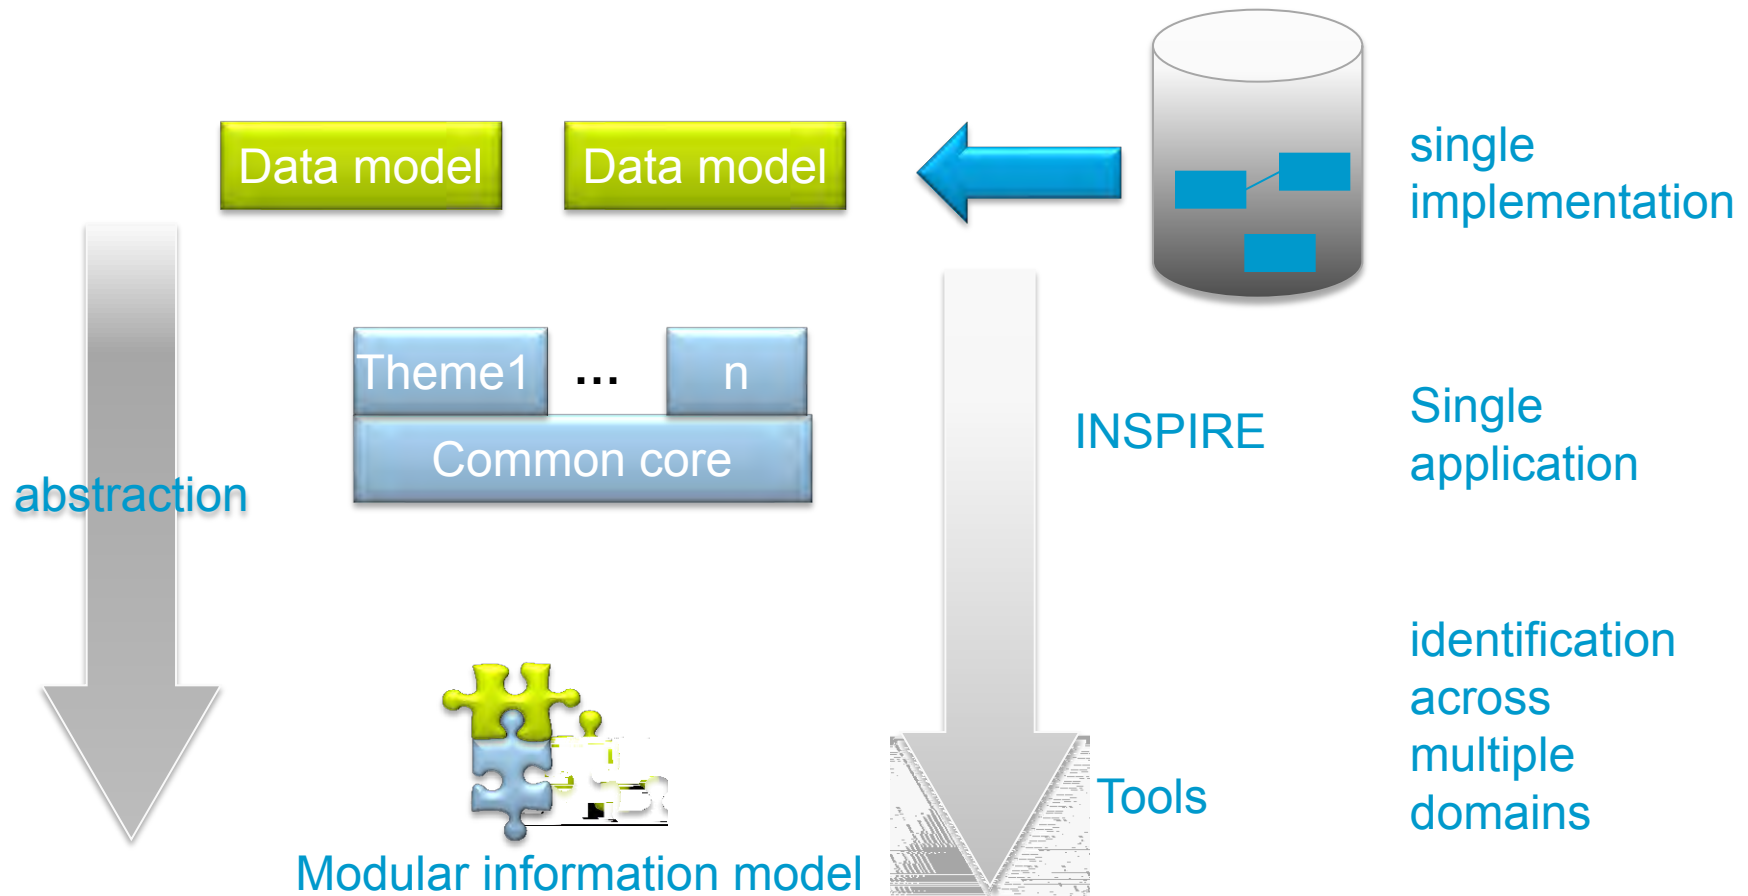 Data model
Data model
single
implementation
Theme1
...
n
Common core
INSPIRE
Single
application
abstraction
identification
across
multiple
domains
Tools
Modular information model